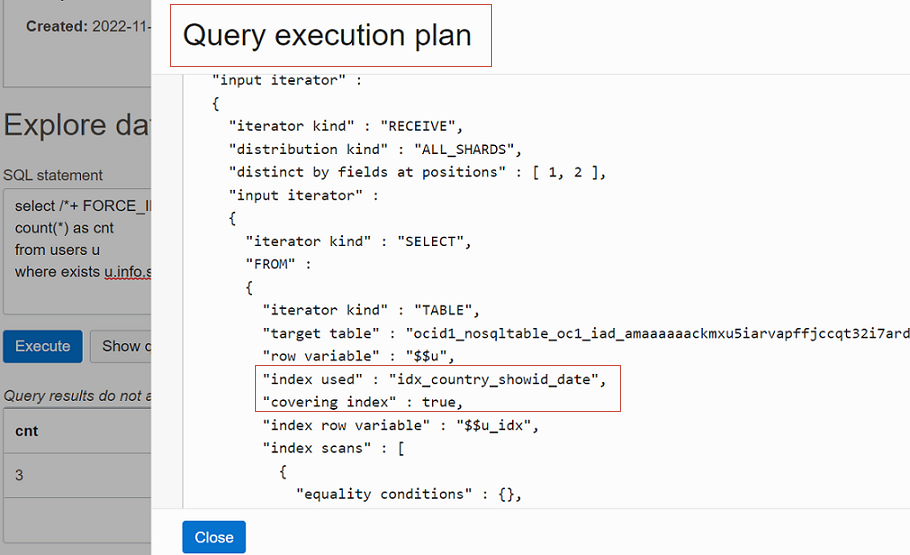 Created: 2022-11-
Explore da
SQL statement
select /*+ FORCE_I
count(*) as cnt
from users u
where exists u.info.s
Execute
Show
Query results do not a
cnt
3
Query execution plan
"input iterator" :
{
"iterator kind" : "RECEIVE",
"distribution kind" : "ALL_SHARDS",
"distinct by fields at positions" : [ 1, 2 ],
"input iterator" :
{
"iterator kind" : "SELECT",
"FROM" :
{
"iterator kind" : "TABLE",
"target table" : "ocid1_nosqltable_oc1_iad_amaaaaaackmxu5iarvapffjccqt32i7ard
"row variable" : "$$u",
"index used" : "idx_country_showid_date",
"covering index" : true,
"index row variable" : "$$u_idx",
"index scans" : [
{
"equality conditions" : {},
Close